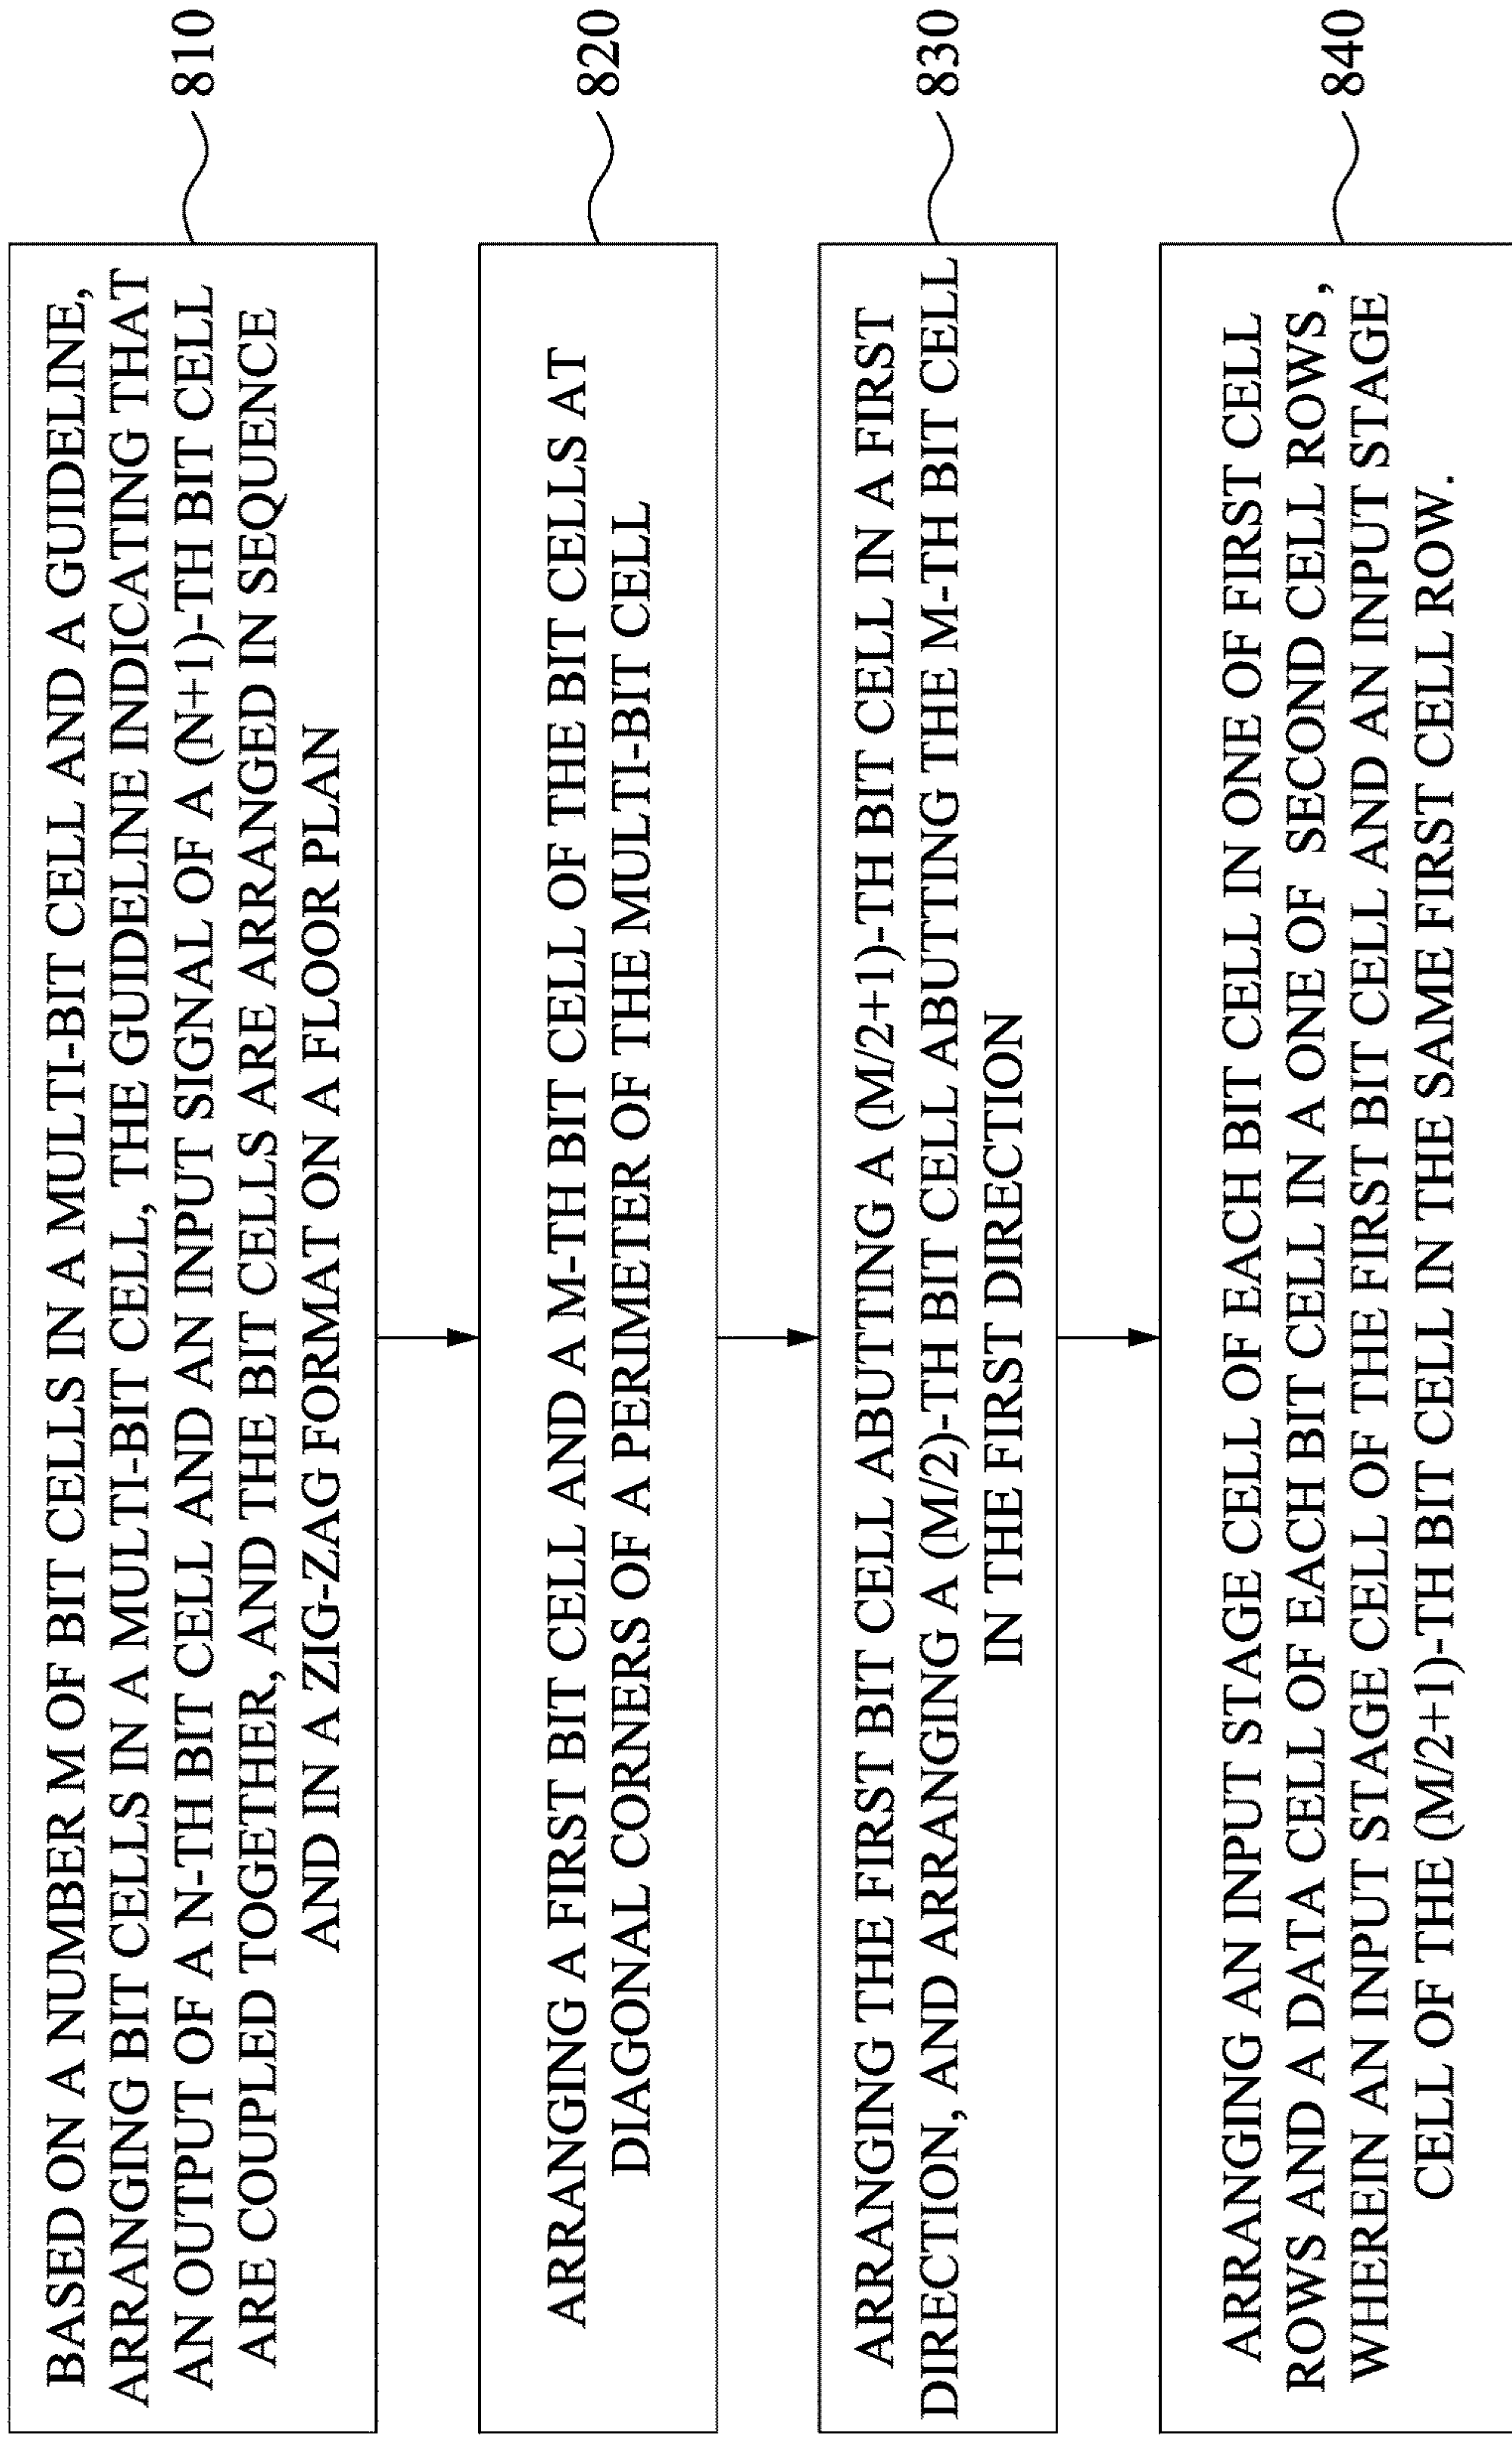 BASED ON A NUMBER M OF BIT CELLS IN A MULTI-BIT CELL AND A GUIDELINE,
ARRANGING BIT CELLS IN A MULTI-BIT CELL, THE GUIDELINE INDICATING THAT
AN OUTPUT OF A N-TH BIT CELL AND AN INPUT SIGNAL OF A (N+1)-TH BIT CELL
ARE COUPLED TOGETHER, AND THE BIT CELLS ARE ARRANGED IN SEQUENCE
AND IN A ZIG-ZAG FORMAT ON A FLOOR PLAN
810
ARRANGING A FIRST BIT CELL AND A M-TH BIT CELL OF THE BIT CELLS AT
DIAGONAL CORNERS OF A PERIMETER OF THE MULTI-BIT CELL
820
ARRANGING THE FIRST BIT CELL ABUTTING A (M/2+1)-TH BIT CELL IN A FIRST
DIRECTION, AND ARRANGING A (M/2)-TH BIT CELL ABUTTING THE M-TH BIT CELL
IN THE FIRST DIRECTION
830
ARRANGING AN INPUT STAGE CELL OF EACH BIT CELL IN ONE OF FIRST CELL
ROWS AND A DATA CELL OF EACH BIT CELL IN A ONE OF SECOND CELL ROWS,
WHEREIN AN INPUT STAGE CELL OF THE FIRST BIT CELL AND AN INPUT STAGE
CELL OF THE (M/2+1)-TH BIT CELL IN THE SAME FIRST CELL ROW.
840